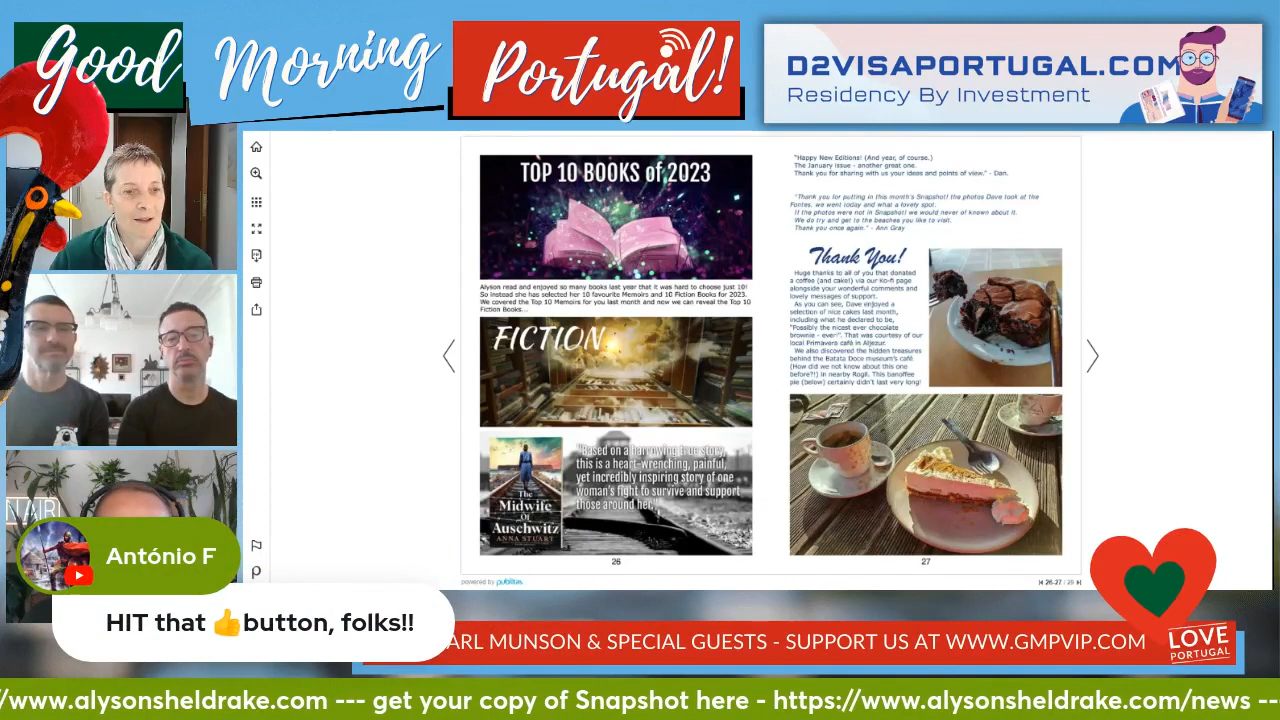 Good Morning Portugal!
D2VISAPORTUGAL.COM
Residency By Investment
TOP 10 BOOKS of 2023
Alyson read and enjoyed so many books last year that it was hard to choose just 10!
So instead she has selected her 10 favourite Memoirs and 10 Fiction Books for 2023.
We covered the Top 10 Memoirs for you last month and now we can reveal the Top 10
Fiction Books...
FICTION
"Based on a harrowing true story,
this is a heart-wrenching, painful,
yet incredibly inspiring story of one
woman's fight to survive and support
those around her."
The
Midwife
Of
Auschwitz
ANNA STUART
26
"Happy New Editions! (And year, of course.)
The January issue - another great one.
Thank you for sharing with us your ideas and points of view." - Dan.
"Thank you for putting in this month's Snapshot! the photos Dave took at the
Fontes, we went today and what a lovely spot.
If the photos were not in Snapshot! we would never of known about it.
We do try and get to the beaches you like to visit.
Thank you once again." - Ann Gray
Thank You!
Huge thanks to all of you that donated
a coffee (and cake!) via our Ko-fi page
alongside your wonderful comments and
lovely messages of support.
As you can see, Dave enjoyed a
selection of nice cakes last month,
including what he declared to be,
"Possibly the nicest ever chocolate
brownie - ever". That was courtesy of our
local Primavera café in Aljezur.
We also discovered the hidden treasures
behind the Batata Doce museum's café
(How did we not know about this one
before?!) in nearby Rogil. This banoffee
pie (below) certainly didn't last very long!
27
powered by publitas
26-27 / 29
NAIR
António F
HIT that 👍button, folks!!
ARL MUNSON & SPECIAL GUESTS - SUPPORT US AT WWW.GMPVIP.COM
LOVE
PORTUGAL
//www.alysonsheldrake.com --- get your copy of Snapshot here - https://www.alysonsheldrake.com/news --